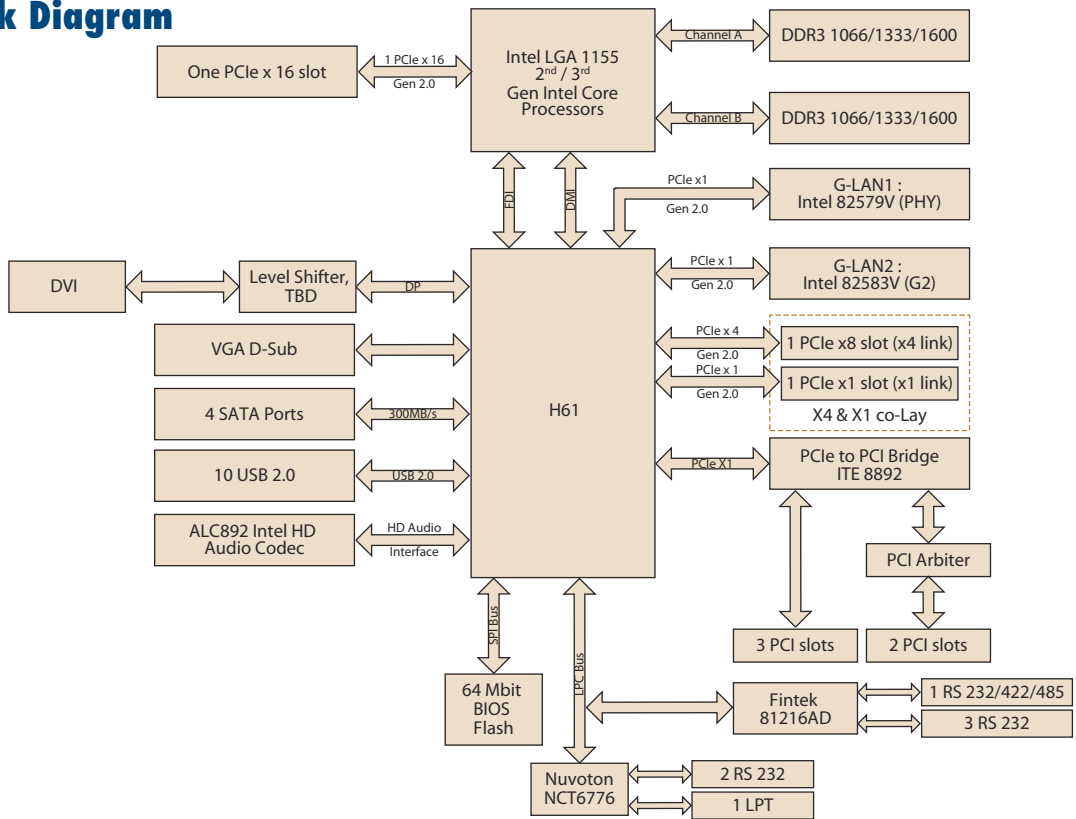 k Diagram
One PCIe x 16 slot
1 PCIe x 16
Gen 2.0
Intel LGA 1155
2nd / 3rd
Gen Intel Core
Processors
Channel A
DDR3 1066/1333/1600
Channel B
DDR3 1066/1333/1600
FDI
DMI
PCIe x1
Gen 2.0
G-LAN1 :
Intel 82579V (PHY)
DVI
Level Shifter,
TBD
DP
H61
PCIe x 1
Gen 2.0
G-LAN2 :
Intel 82583V (G2)
VGA D-Sub
PCIe x 4
Gen 2.0
1 PCIe x8 slot (x4 link)
PCIe x 1
Gen 2.0
1 PCIe x1 slot (x1 link)
X4 & X1 co-Lay
4 SATA Ports
300MB/s
10 USB 2.0
USB 2.0
PCIe X1
PCIe to PCI Bridge
ITE 8892
ALC892 Intel HD
Audio Codec
HD Audio
Interface
PCI Arbiter
3 PCI slots
2 PCI slots
SPI Bus
LPC Bus
64 Mbit
BIOS
Flash
Fintek
81216AD
1 RS 232/422/485
3 RS 232
Nuvoton
NCT6776
2 RS 232
1 LPT